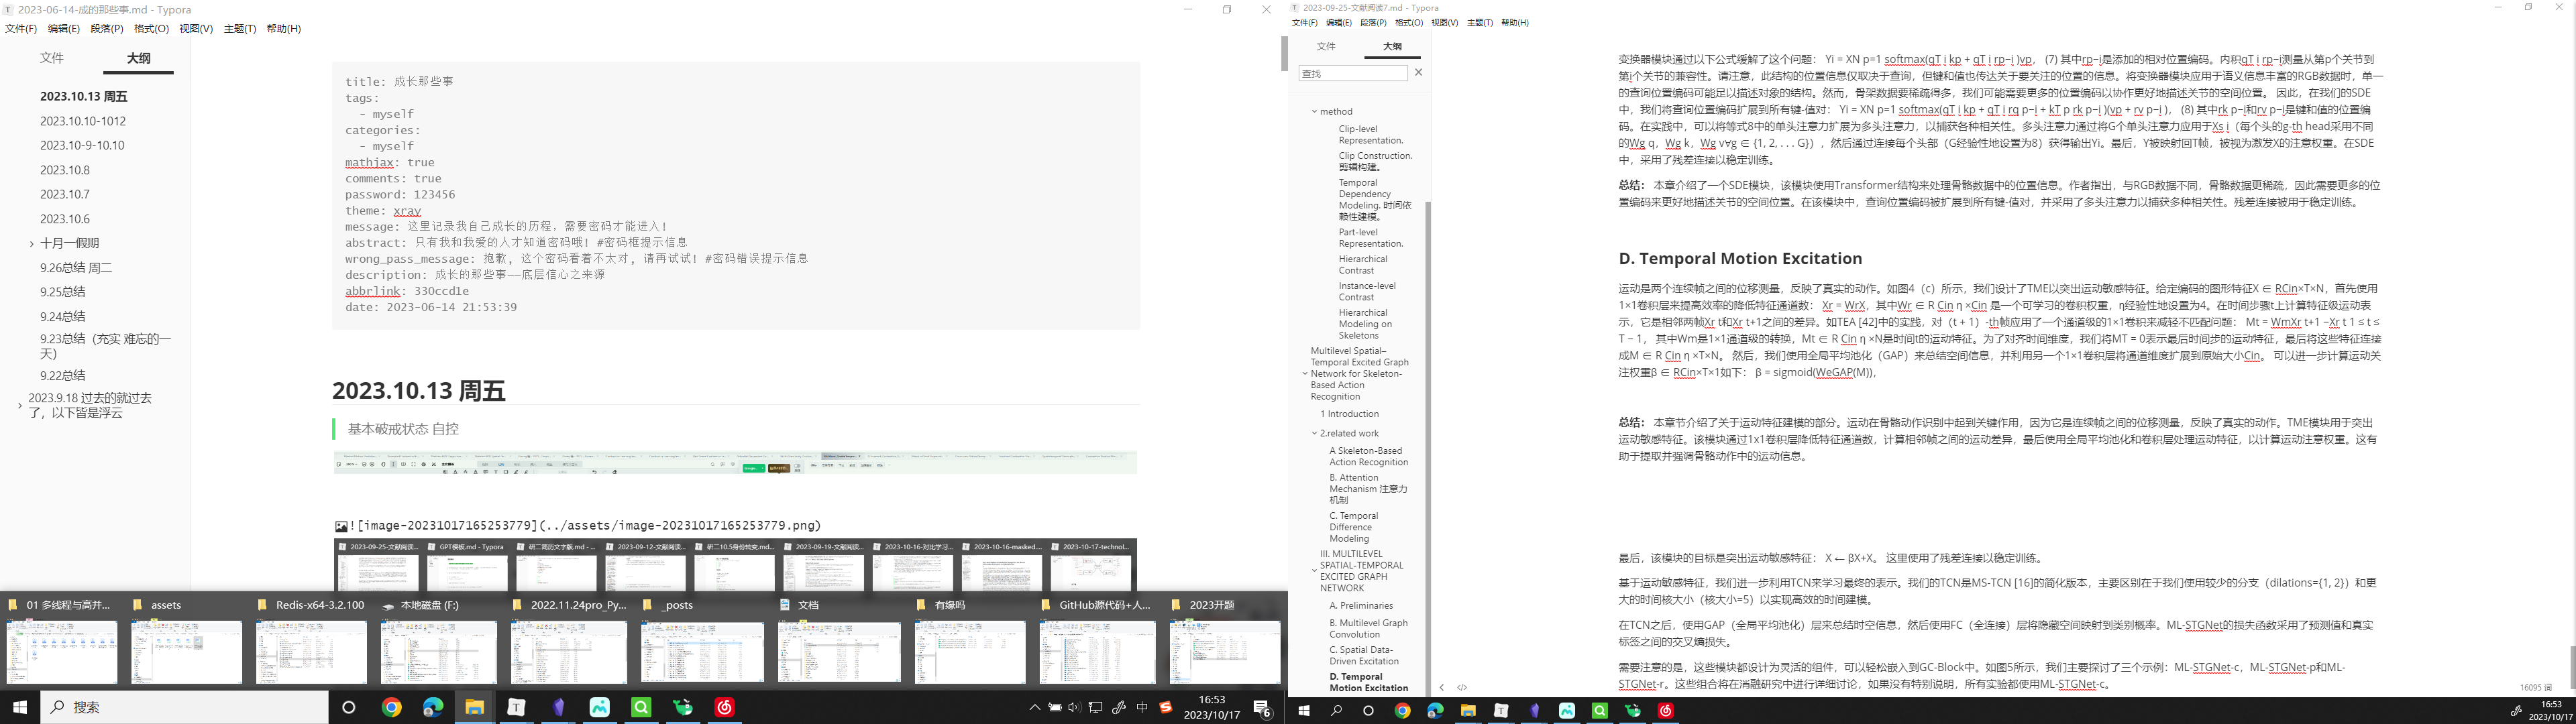 2023-06-14-成的那些事.md - Typora
文件(F) 编辑(E) 段落(P) 格式(O) 视图(V) 主题(T) 帮助(H)
文件 大纲
2023.10.13 周五
2023.10.10-1012
2023.10-9-10.10
2023.10.8
2023.10.7
2023.10.6
十月一假期
9.26总结 周二
9.25总结
9.24总结
9.23总结（充实 难忘的一
天）
9.22总结
2023.9.18 过去的就过去
了，以下皆是浮云
title: 成长那些事
tags:
- myself
categories:
- myself
mathjax: true
comments: true
password: 123456
theme: xray
message: 这里记录我自己成长的历程，需要密码才能进入！
abstract: 只有我和我爱的人才知道密码哦！#密码框提示信息
wrong_pass_message: 抱歉, 这个密码看着不太对, 请再试试! #密码错误提示信息
description: 成长的那些事——底层信心之来源
abbrlink: 330ccd1e
date: 2023-06-14 21:53:39
2023.10.13 周五
基本破戒状态 自控
![image-20231017165253779](../assets/image-20231017165253779.png)
2023-09-25-文献阅读... GPT模板.md - Typora 研二简历文字版.md -... 2023-09-12-文献阅读... 研二10.5身份转变.md... 2023-09-19-文献阅读... 2023-10-16-对比学习... 2023-10-16-masked... 2023-10-17-technol...
01 多线程与高并... assets Redis-x64-3.2.100 本地磁盘 (F:) 2022.11.24pro_Py... _posts 文档 有缘吗 GitHub源代码+人... 2023开题
搜索
中
16:53
2023/10/17
6
2023-09-25-文献阅读7.md - Typora
文件(F) 编辑(E) 段落(P) 格式(O) 视图(V) 主题(T) 帮助(H)
文件 大纲
查找
method
Clip-level
Representation.
Clip Construction.
剪辑构建。
Temporal
Dependency
Modeling. 时间依
赖性建模。
Part-level
Representation.
Hierarchical
Contrast
Instance-level
Contrast
Hierarchical
Modeling on
Skeletons
Multilevel Spatial–
Temporal Excited Graph
Network for Skeleton-
Based Action
Recognition
1 Introduction
2.related work
A Skeleton-Based
Action Recognition
B. Attention
Mechanism 注意力
机制
C. Temporal
Difference
Modeling
III. MULTILEVEL
SPATIAL-TEMPORAL
EXCITED GRAPH
NETWORK
A. Preliminaries
B. Multilevel Graph
Convolution
C. Spatial Data-
Driven Excitation
D. Temporal
Motion Excitation
变换器模块通过以下公式缓解了这个问题： Yi = XN p=1 softmax(qT i kp + qT i rp−i )vp， (7) 其中rp−i是添加的相对位置编码。内积qT i rp−i测量从第p个关节到
第i个关节的兼容性。请注意，此结构的位置信息仅取决于查询，但键和值也传达关于要关注的位置的信息。将变换器模块应用于语义信息丰富的RGB数据时，单一
的查询位置编码可能足以描述对象的结构。然而，骨架数据要稀疏得多，我们可能需要更多的位置编码以协作更好地描述关节的空间位置。 因此，在我们的SDE
中，我们将查询位置编码扩展到所有键-值对： Yi = XN p=1 softmax(qT i kp + qT i rq p−i + kT p rk p−i )(vp + rv p−i )， (8) 其中rk p−i和rv p−i是键和值的位置编
码。在实践中，可以将等式8中的单头注意力扩展为多头注意力，以捕获各种相关性。多头注意力通过将G个单头注意力应用于Xs i（每个头的g-th head采用不同
的Wg q，Wg k，Wg v∀g ∈ {1, 2, . . . G}），然后通过连接每个头部（G经验性地设置为8）获得输出Yi。最后，Y被映射回T帧，被视为激发X的注意权重。在SDE
中，采用了残差连接以稳定训练。
总结： 本章介绍了一个SDE模块，该模块使用Transformer结构来处理骨骼数据中的位置信息。作者指出，与RGB数据不同，骨骼数据更稀疏，因此需要更多的位
置编码来更好地描述关节的空间位置。在该模块中，查询位置编码被扩展到所有键-值对，并采用了多头注意力以捕获多种相关性。残差连接被用于稳定训练。
D. Temporal Motion Excitation
运动是两个连续帧之间的位移测量，反映了真实的动作。如图4（c）所示，我们设计了TME以突出运动敏感特征。给定编码的图形特征X ∈ RCin×T×N，首先使用
1×1卷积层来提高效率的降低特征通道数： Xr = WrX，其中Wr ∈ R Cin η ×Cin 是一个可学习的卷积权重，η经验性地设置为4。在时间步骤t上计算特征级运动表
示，它是相邻两帧Xr t和Xr t+1之间的差异。如TEA [42]中的实践，对（t + 1）-th帧应用了一个通道级的1×1卷积来减轻不匹配问题： Mt = WmXr t+1 −Xr t 1 ≤ t ≤
T − 1， 其中Wm是1×1通道级的转换，Mt ∈ R Cin η ×N是时间t的运动特征。为了对齐时间维度，我们将MT = 0表示最后时间步的运动特征，最后将这些特征连接
成M ∈ R Cin η ×T×N。 然后，我们使用全局平均池化（GAP）来总结空间信息，并利用另一个1×1卷积层将通道维度扩展到原始大小Cin。 可以进一步计算运动关
注权重β ∈ RCin×T×1如下： β = sigmoid(WeGAP(M))，
总结： 本章节介绍了关于运动特征建模的部分。运动在骨骼动作识别中起到关键作用，因为它是连续帧之间的位移测量，反映了真实的动作。TME模块用于突出
运动敏感特征。该模块通过1x1卷积层降低特征通道数，计算相邻帧之间的运动差异，最后使用全局平均池化和卷积层处理运动特征，以计算运动注意权重。这有
助于提取并强调骨骼动作中的运动信息。
最后，该模块的目标是突出运动敏感特征： X ← βX+X。 这里使用了残差连接以稳定训练。
基于运动敏感特征，我们进一步利用TCN来学习最终的表示。我们的TCN是MS-TCN [16]的简化版本，主要区别在于我们使用较少的分支（dilations={1, 2}）和更
大的时间核大小（核大小=5）以实现高效的时间建模。
在TCN之后，使用GAP（全局平均池化）层来总结时空信息，然后使用FC（全连接）层将隐藏空间映射到类别概率。ML-STGNet的损失函数采用了预测值和真实
标签之间的交叉熵损失。
需要注意的是，这些模块都设计为灵活的组件，可以轻松嵌入到GC-Block中。如图5所示，我们主要探讨了三个示例：ML-STGNet-c，ML-STGNet-p和ML-
STGNet-r。这些组合将在消融研究中进行详细讨论，如果没有特别说明，所有实验都使用ML-STGNet-c。
16095 词
16:53
2023/10/17